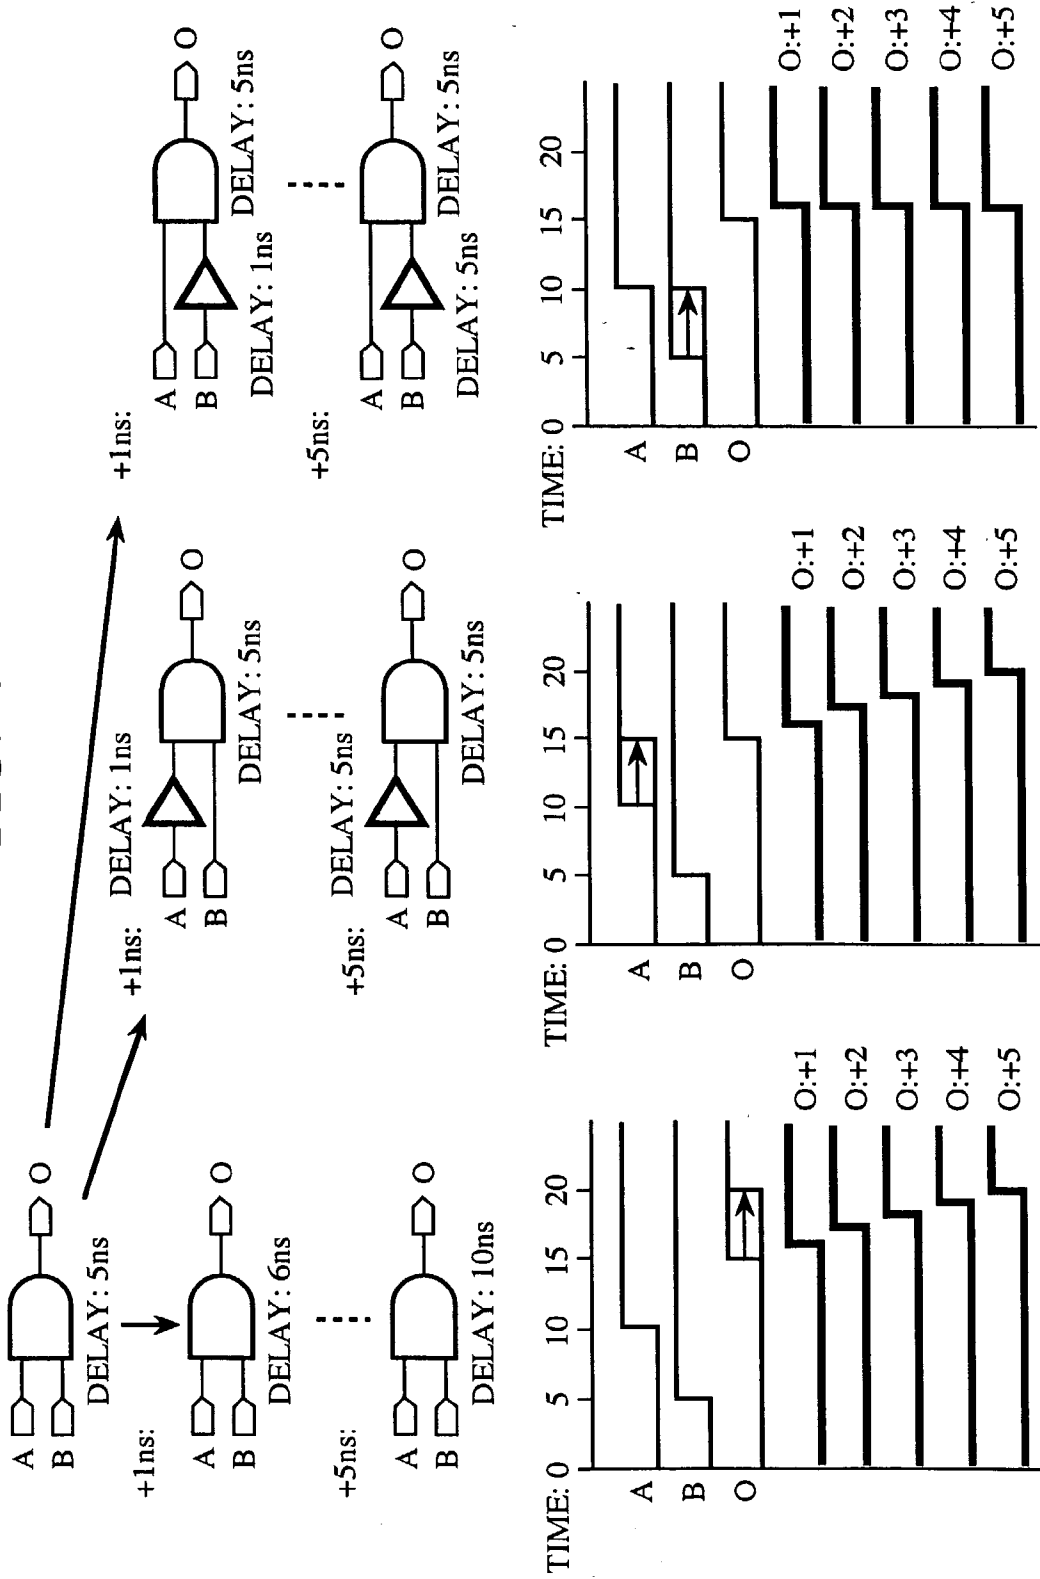 A
B
O
DELAY: 5ns
+1ns:
A
B
O
DELAY: 6ns
+5ns:
A
B
O
DELAY: 10ns
+1ns:
DELAY: 1ns
A
B
O
DELAY: 5ns
+5ns:
DELAY: 5ns
A
B
O
DELAY: 5ns
+1ns:
A
B
O
DELAY: 1ns
DELAY: 5ns
+5ns:
A
B
O
DELAY: 5ns
DELAY: 5ns
TIME: 0 5 10 15 20
A
B
O
O:+1
O:+2
O:+3
O:+4
O:+5
TIME: 0 5 10 15 20
A
B
O
O:+1
O:+2
O:+3
O:+4
O:+5
TIME: 0 5 10 15 20
A
B
O
O:+1
O:+2
O:+3
O:+4
O:+5